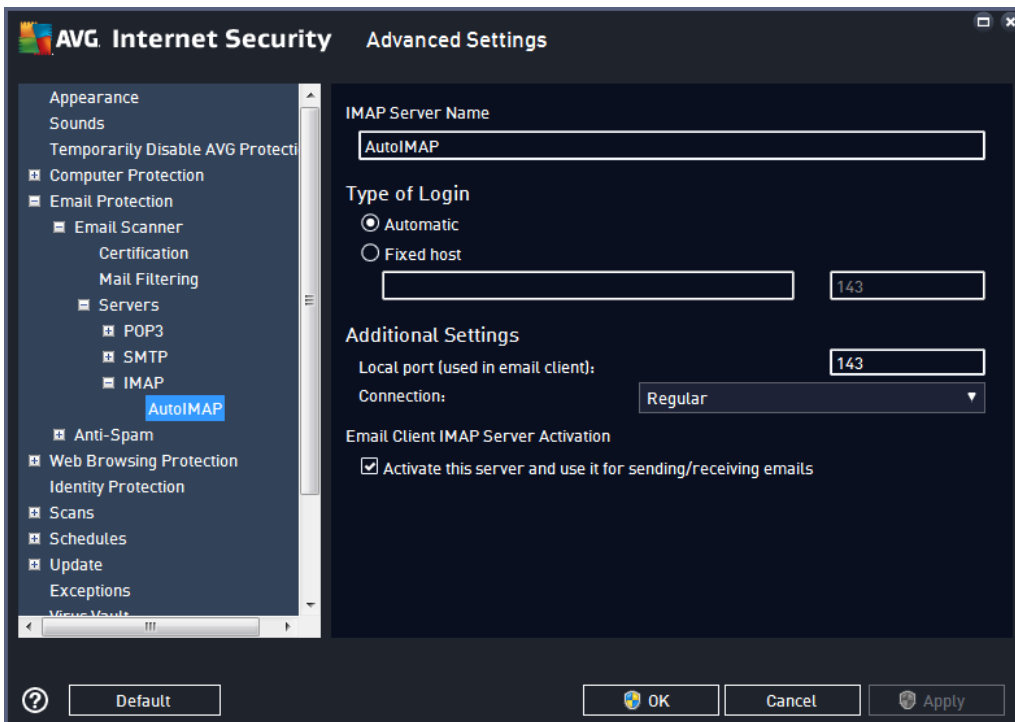 AVG. Internet Security Advanced Settings
Appearance
Sounds
Temporarily Disable AVG Protecti
Computer Protection
Email Protection
Email Scanner
Certification
Mail Filtering
Servers
POP3
SMTP
IMAP
AutoIMAP
Anti-Spam
Web Browsing Protection
Identity Protection
Scans
Schedules
Update
Exceptions
Virus Vault
IMAP Server Name
AutoIMAP
Type of Login
Automatic
Fixed host
143
Additional Settings
Local port (used in email client): 143
Connection: Regular
Email Client IMAP Server Activation
Activate this server and use it for sending/receiving emails
? Default OK Cancel Apply